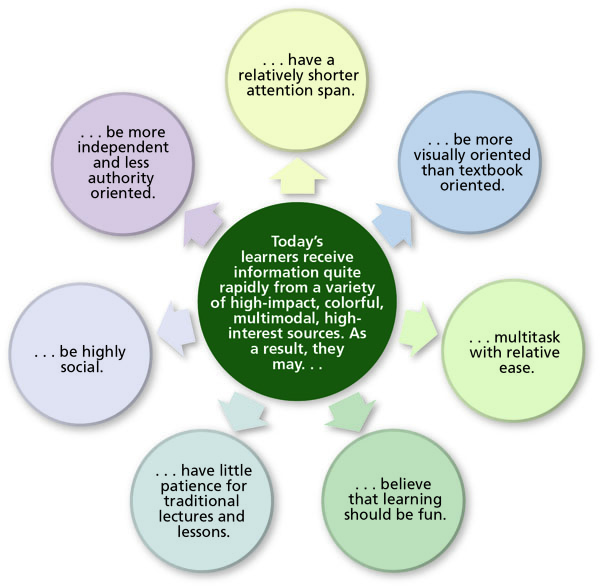 . . . have a
relatively shorter
attention span.
. . . be more
visually oriented
than textbook
oriented.
. . . multitask
with relative
ease.
. . . believe
that learning
should be fun.
. . . have little
patience for
traditional
lectures and
lessons.
. . . be highly
social.
. . . be more
independent
and less
authority
oriented.
Today’s
learners receive
information quite
rapidly from a variety
of high-impact, colorful,
multimodal, high-
interest sources. As
a result, they
may. . .